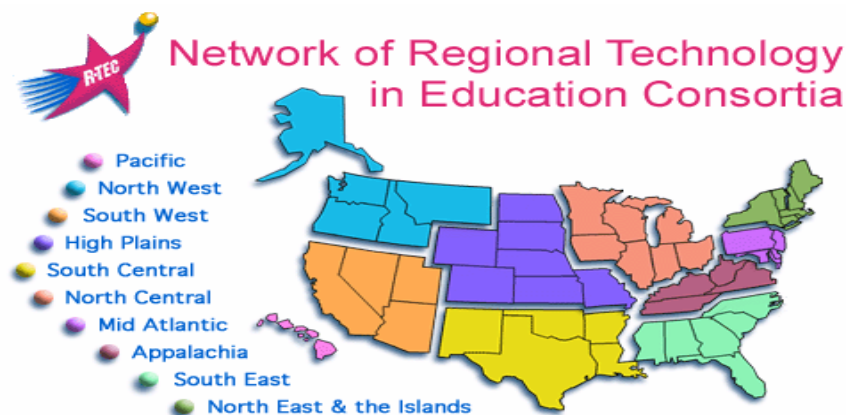 R·TEC
Network of Regional Technology
in Education Consortia
Pacific
North West
South West
High Plains
South Central
North Central
Mid Atlantic
Appalachia
South East
North East & the Islands